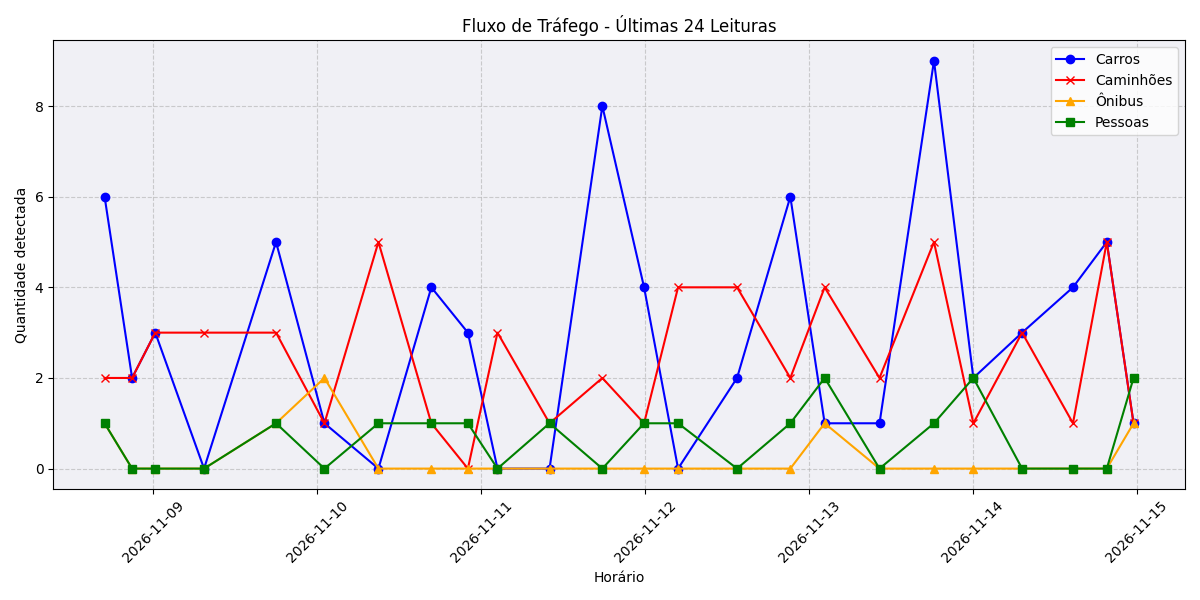 Fluxo de Tráfego - Últimas 24 Leituras
Carros
Caminhões
Ônibus
Pessoas
Quantidade detectada
8
6
4
2
0
2026-11-09
2026-11-10
2026-11-11
2026-11-12
2026-11-13
2026-11-14
2026-11-15
Horário